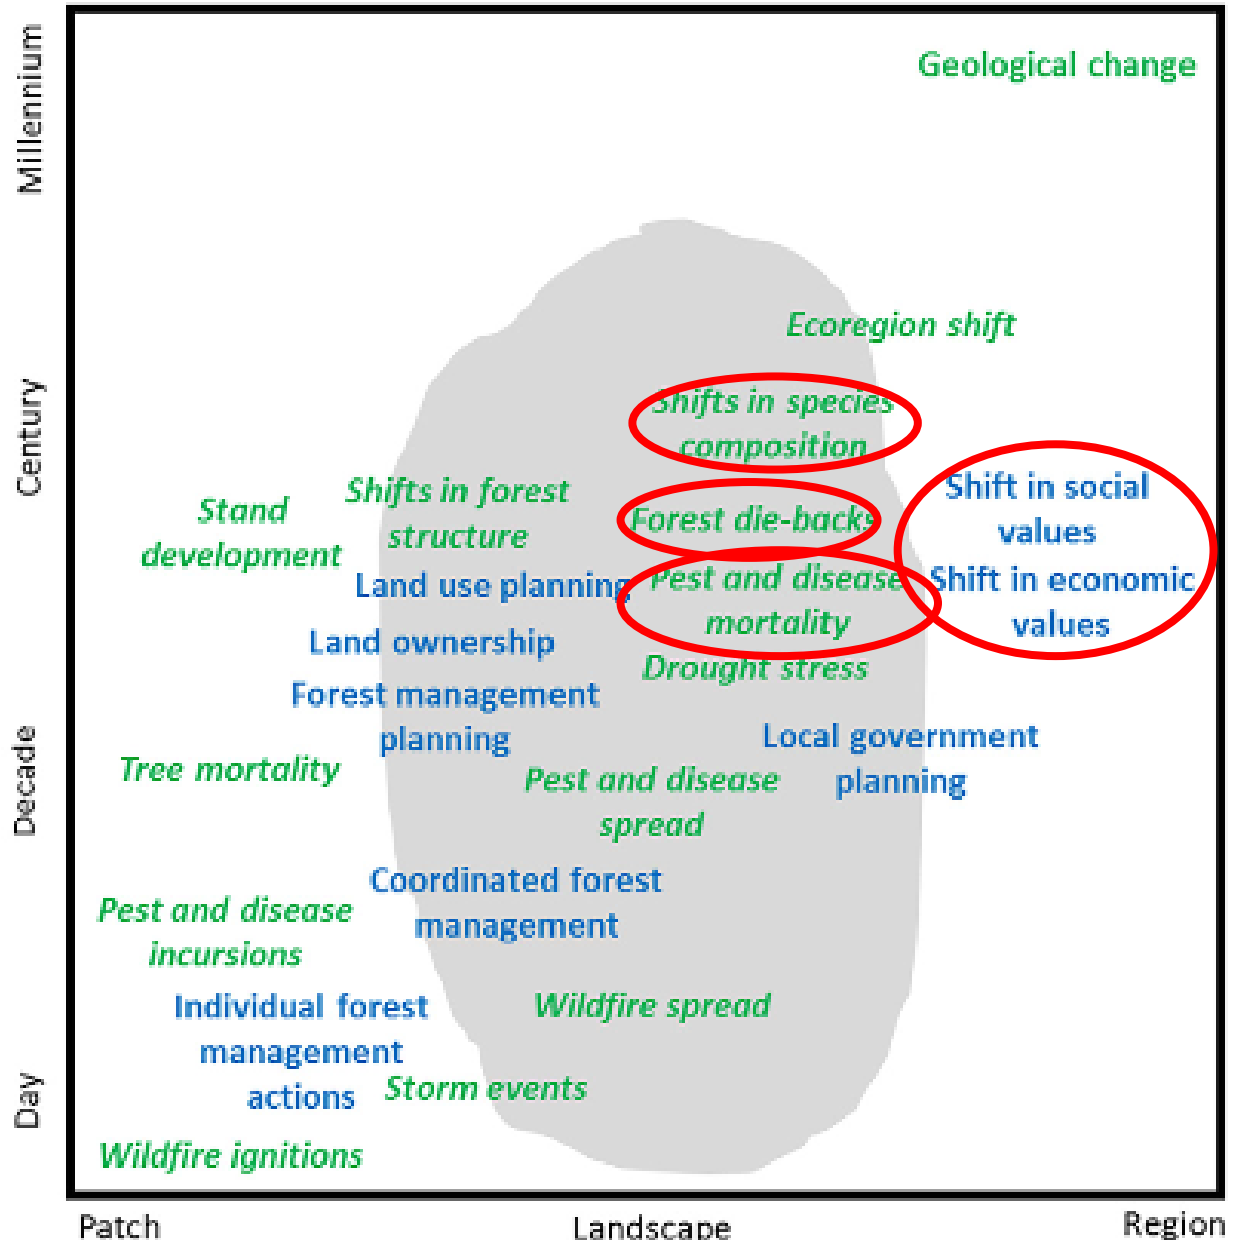 Millennium
Geological change
Ecoregion shift
Century
Shifts in species
composition
Shifts in forest
structure
Stand
development
Forest die-backs
Shift in social
values
Land use planning
Pest and disease
mortality
Shift in economic
values
Land ownership
Drought stress
Forest management
planning
Decade
Local government
planning
Tree mortality
Pest and disease
spread
Coordinated forest
management
Pest and disease
incursions
Individual forest
management
actions
Wildfire spread
Day
Storm events
Wildfire ignitions
Patch
Landscape
Region